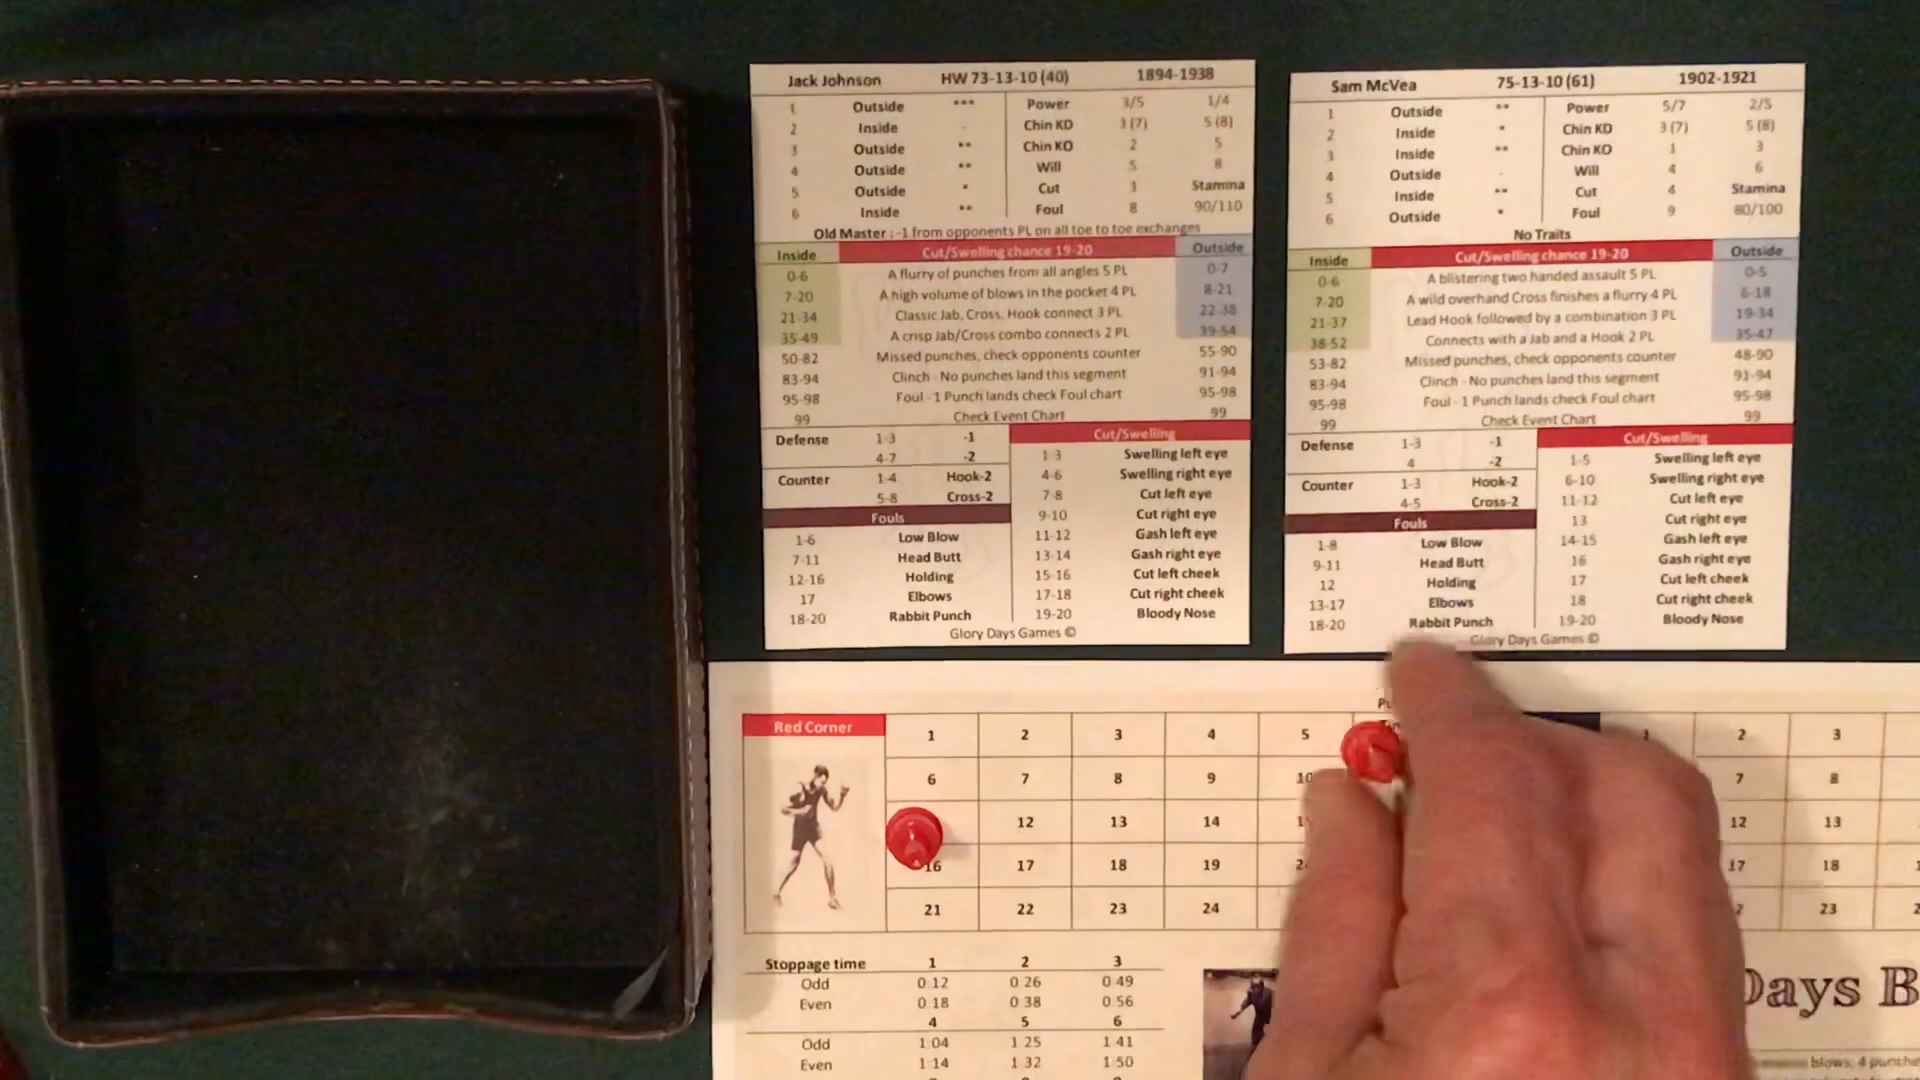 Jack Johnson HW 73-13-10 (40) 1894-1938
1 Outside *** Power 3/5 1/4
2 Inside - Chin KD 3 (7) 5 (8)
3 Outside ** Chin KO 2 5
4 Outside ** Will 5 8
5 Outside * Cut 3 Stamina
6 Inside ** Foul 8 90/110
Old Master : -1 from opponents PL on all toe to toe exchanges
Inside Cut/Swelling chance 19-20 Outside
0-6 A flurry of punches from all angles 5 PL 0-7
7-20 A high volume of blows in the pocket 4 PL 8-21
21-34 Classic Jab, Cross, Hook connect 3 PL 22-38
35-49 A crisp Jab/Cross combo connects 2 PL 39-54
50-82 Missed punches, check opponents counter 55-90
83-94 Clinch - No punches land this segment 91-94
95-98 Foul - 1 Punch lands check Foul chart 95-98
99 Check Event Chart 99
Defense 1-3 -1
4-7 -2
Counter 1-4 Hook-2
5-8 Cross-2
Fouls
1-6 Low Blow
7-11 Head Butt
12-16 Holding
17 Elbows
18-20 Rabbit Punch
Cut/Swelling
1-3 Swelling left eye
4-6 Swelling right eye
7-8 Cut left eye
9-10 Cut right eye
11-12 Gash left eye
13-14 Gash right eye
15-16 Cut left cheek
17-18 Cut right cheek
19-20 Bloody Nose
Glory Days Games ©
Sam McVea 75-13-10 (61) 1902-1921
1 Outside ** Power 5/7 2/5
2 Inside * Chin KD 3 (7) 5 (8)
3 Inside ** Chin KO 1 3
4 Outside - Will 4 6
5 Inside ** Cut 4 Stamina
6 Outside * Foul 9 80/100
No Traits
Inside Cut/Swelling chance 19-20 Outside
0-6 A blistering two handed assault 5 PL 0-5
7-20 A wild overhand Cross finishes a flurry 4 PL 6-18
21-37 Lead Hook followed by a combination 3 PL 19-34
38-52 Connects with a Jab and a Hook 2 PL 35-47
53-82 Missed punches, check opponents counter 48-90
83-94 Clinch - No punches land this segment 91-94
95-98 Foul - 1 Punch lands check Foul chart 95-98
99 Check Event Chart 99
Defense 1-3 -1
4 -2
Counter 1-3 Hook-2
4-5 Cross-2
Fouls
1-8 Low Blow
9-11 Head Butt
12 Holding
13-17 Elbows
18-20 Rabbit Punch
Cut/Swelling
1-5 Swelling left eye
6-10 Swelling right eye
11-12 Cut left eye
13 Cut right eye
14-15 Gash left eye
16 Gash right eye
17 Cut left cheek
18 Cut right cheek
19-20 Bloody Nose
Glory Days Games ©
Red Corner 1 2 3 4 5 1 2 3
6 7 8 9 10 7 8
12 13 14 12 13
16 17 18 19 17 18
21 22 23 24 23
Stoppage time 1 2 3
Odd 0:12 0:26 0:49
Even 0:18 0:38 0:56
4 5 6
Odd 1:04 1:25 1:41
Even 1:14 1:32 1:50
Days B
blows; 4